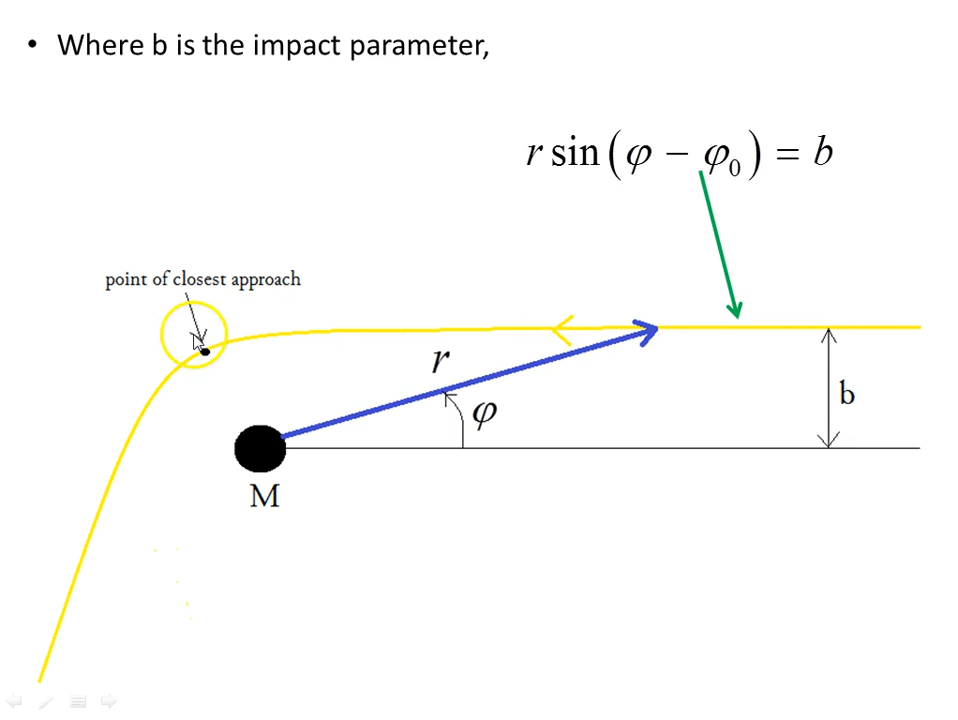 • Where b is the impact parameter,
r sin(φ − φ₀) = b
point of closest approach
r
φ
b
M